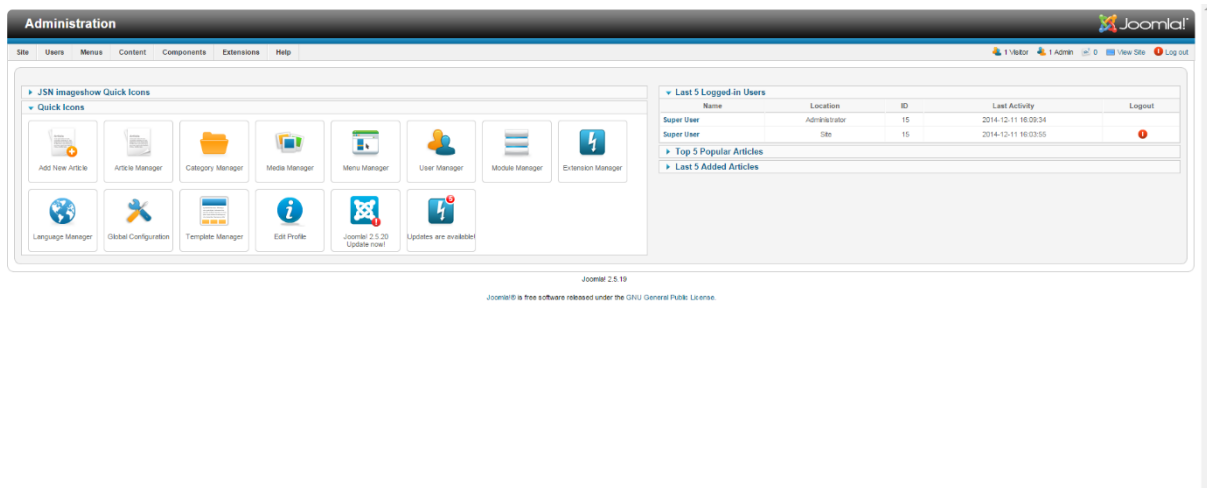 Administration
Joomla!
Site Users Menus Content Components Extensions Help
1 Visitor 1 Admin 0 View Site Log out
JSN imageshow Quick Icons
Quick Icons
Add New Article Article Manager Category Manager Media Manager Menu Manager User Manager Module Manager Extension Manager
Language Manager Global Configuration Template Manager Edit Profile Joomla! 2.5.20 Update now! 5 Updates are available!
Last 5 Logged-in Users
Name Location ID Last Activity Logout
Super User Administrator 15 2014-12-11 16:09:34
Super User Site 15 2014-12-11 16:03:55
Top 5 Popular Articles
Last 5 Added Articles
Joomla! 2.5.19
Joomla!® is free software released under the GNU General Public License.